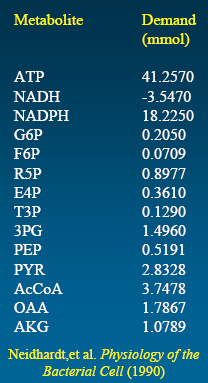 Metabolite Demand
(mmol)
ATP 41.2570
NADH -3.5470
NADPH 18.2250
G6P 0.2050
F6P 0.0709
R5P 0.8977
E4P 0.3610
T3P 0.1290
3PG 1.4960
PEP 0.5191
PYR 2.8328
AcCoA 3.7478
OAA 1.7867
AKG 1.0789
Neidhardt,et al. Physiology of the
Bacterial Cell (1990)